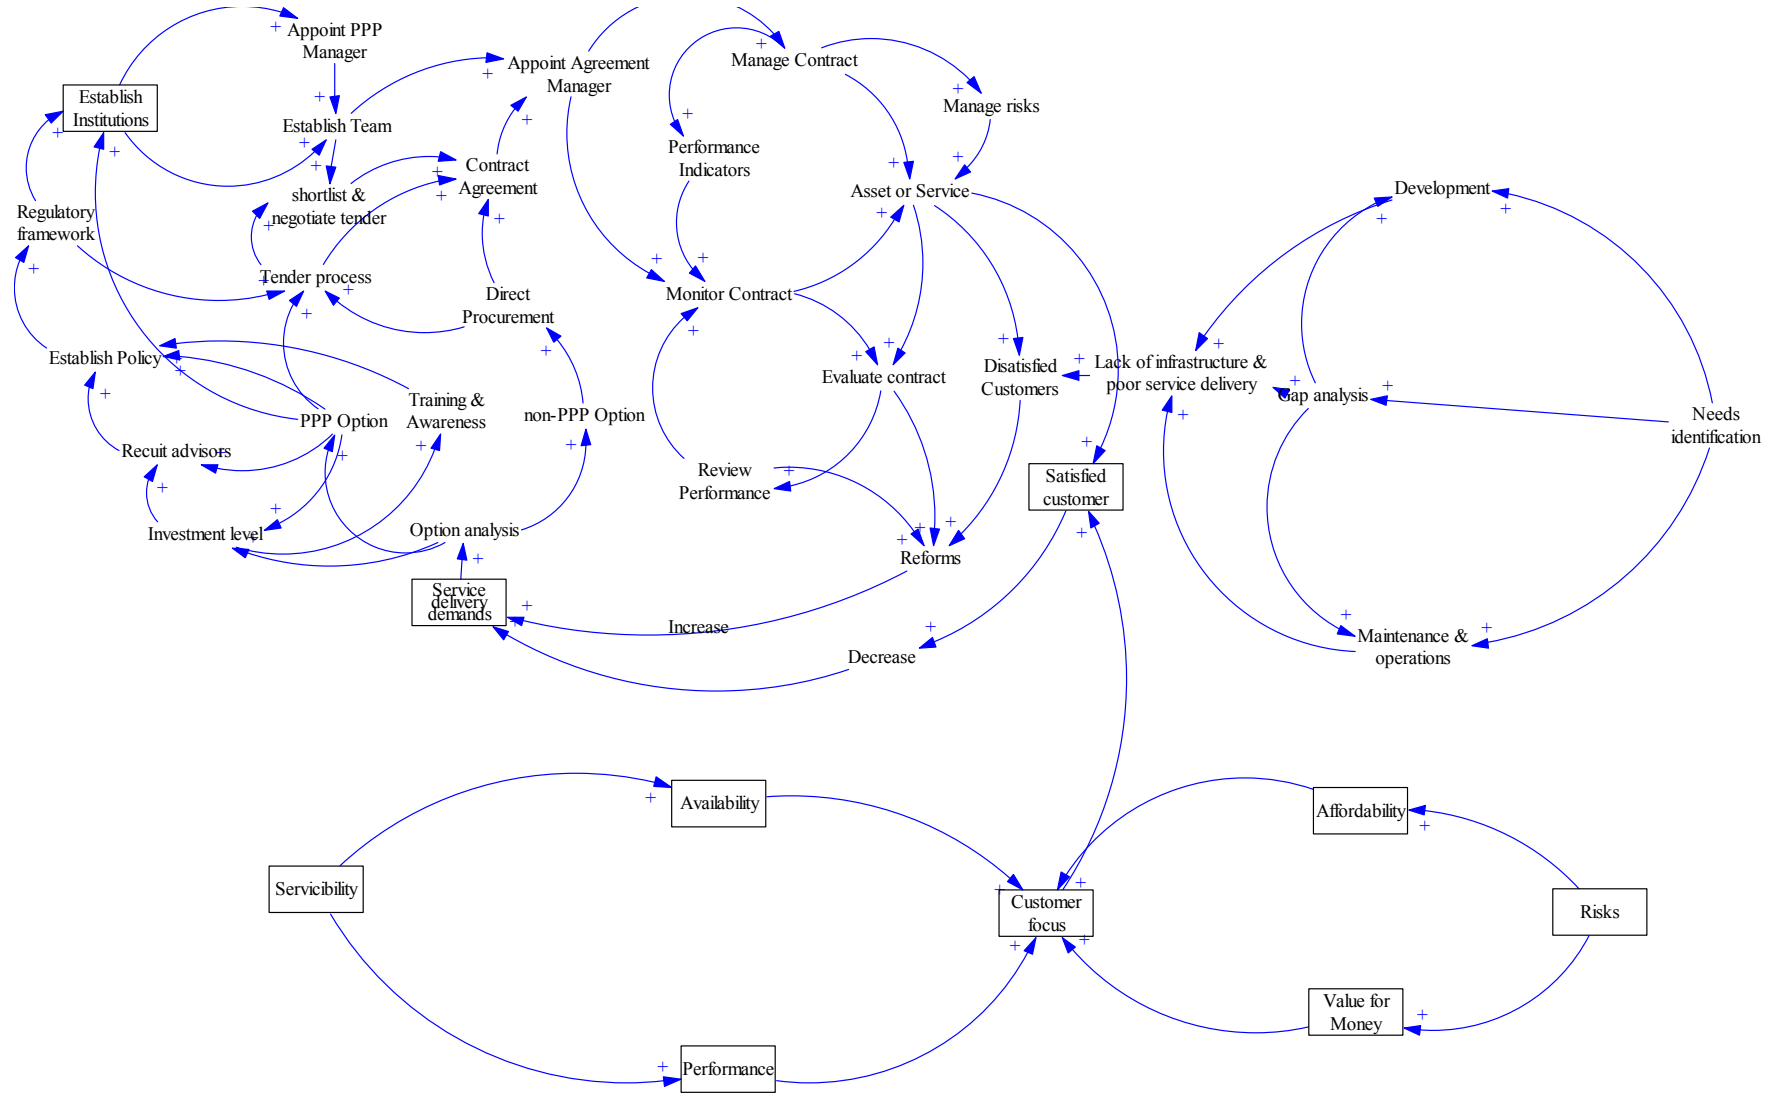 Appoint PPP
Manager
Establish
Institutions
Establish Team
Appoint Agreement
Manager
Manage Contract
Manage risks
Performance
Indicators
Contract
Agreement
shortlist &
negotiate tender
Asset or Service
Development
Regulatory
framework
Tender process
Direct
Procurement
Monitor Contract
Establish Policy
Evaluate contract
Disatisfied
Customers
Lack of infrastructure &
poor service delivery
Gap analysis
Needs
identification
Training &
Awareness
PPP Option
non-PPP Option
Recuit advisors
Review
Performance
Satisfied
customer
Investment level
Option analysis
Reforms
Service
delivery
demands
Increase
Decrease
Maintenance &
operations
Availability
Affordability
Servicibility
Customer
focus
Risks
Value for
Money
Performance